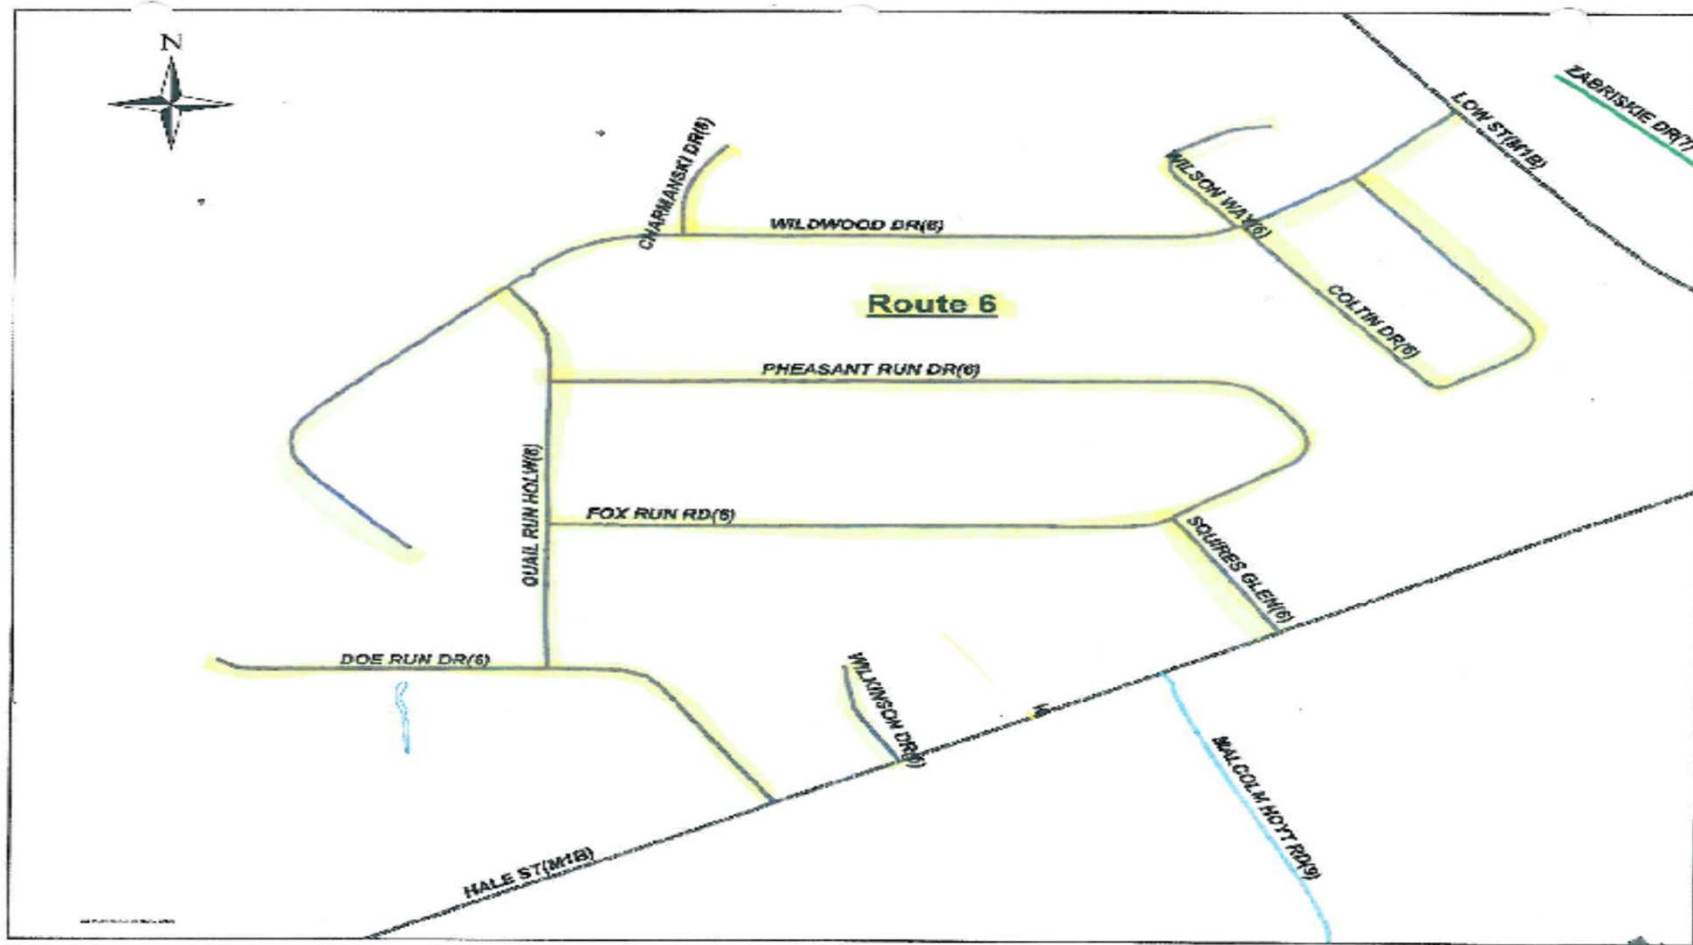 N
ZABRISKIE DR(7)
LOW ST(M1B)
CHARMANSKI DR(6)
WILSON WAY(6)
WILDWOOD DR(6)
Route 6
COLTIN DR(6)
PHEASANT RUN DR(6)
QUAIL RUN HOLW(6)
FOX RUN RD(6)
SQUIRES GLEN(6)
DOE RUN DR(6)
WILKINSON DR(6)
MALCOLM HOYT RD(9)
HALE ST(M1B)